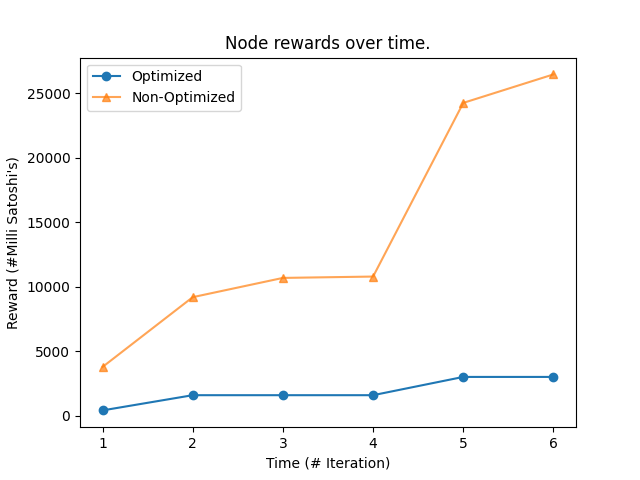 Node rewards over time.
Optimized
Non-Optimized
Reward (#Milli Satoshi's)
25000
20000
15000
10000
5000
0
1 2 3 4 5 6
Time (# Iteration)